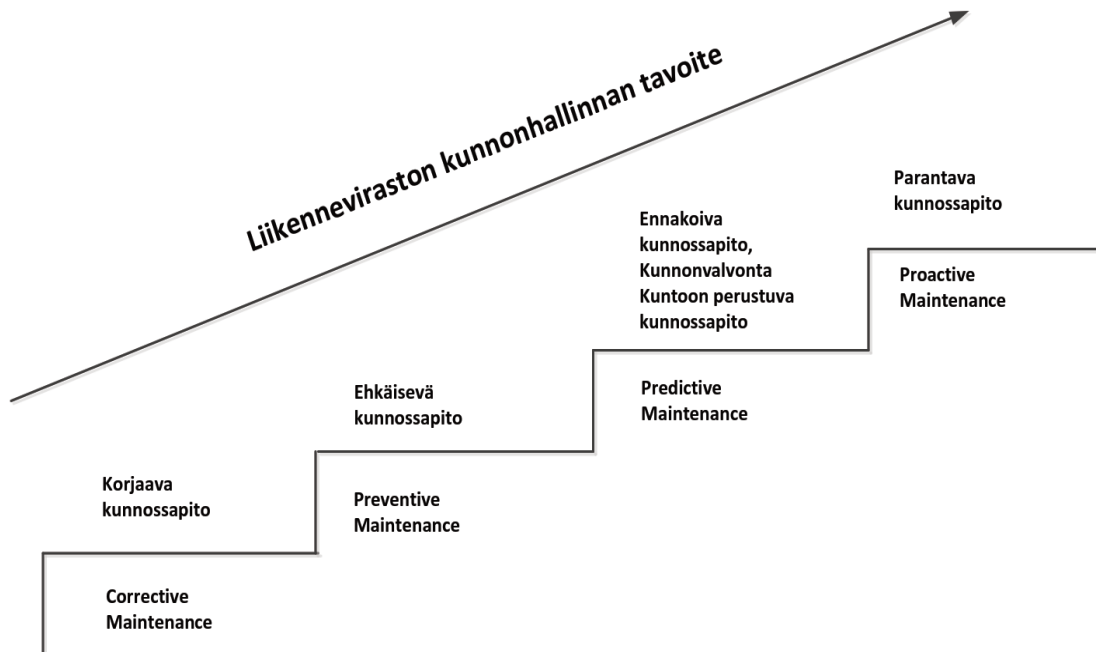 Liikenneviraston kunnonhallinnan tavoite
Parantava
kunnossapito
Proactive
Maintenance
Ennakoiva
kunnossapito,
Kunnonvalvonta
Kuntoon perustuva
kunnossapito
Predictive
Maintenance
Ehkäisevä
kunnossapito
Preventive
Maintenance
Korjaava
kunnossapito
Corrective
Maintenance